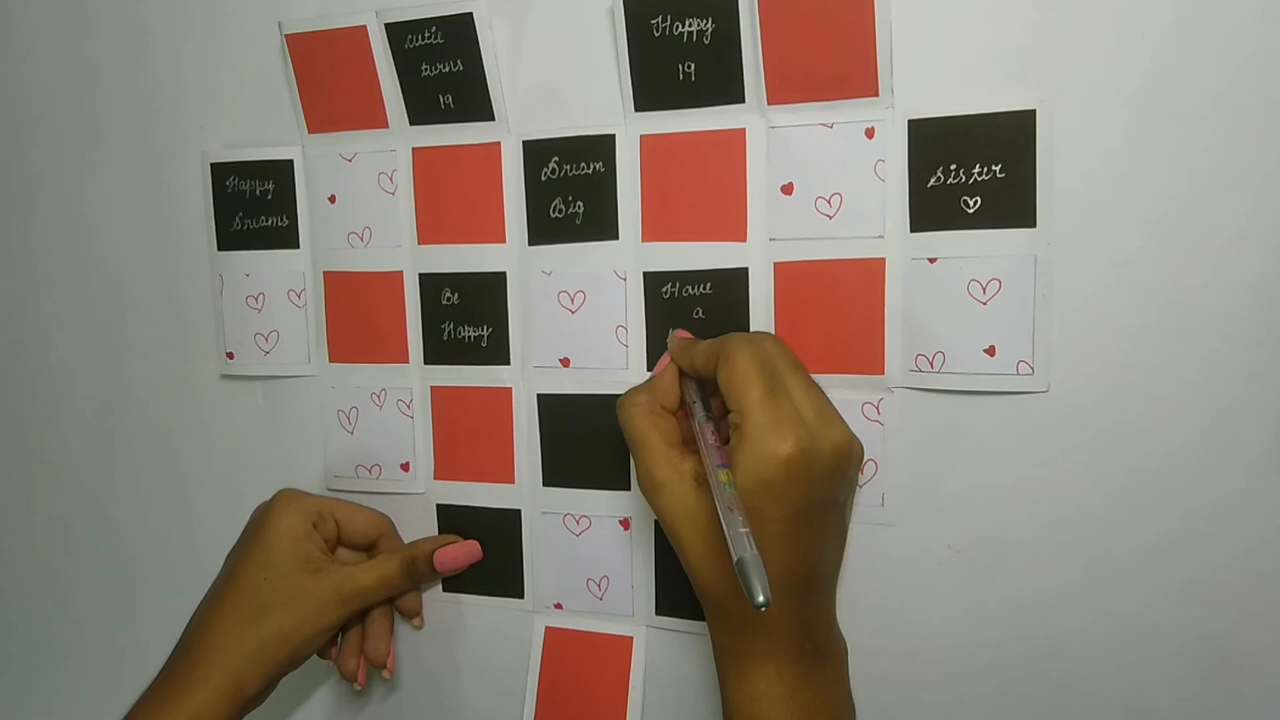 cutie
turns
19
Happy
19
Happy
Dreams
Dream
Big
Sister
Be
Happy
Have
a